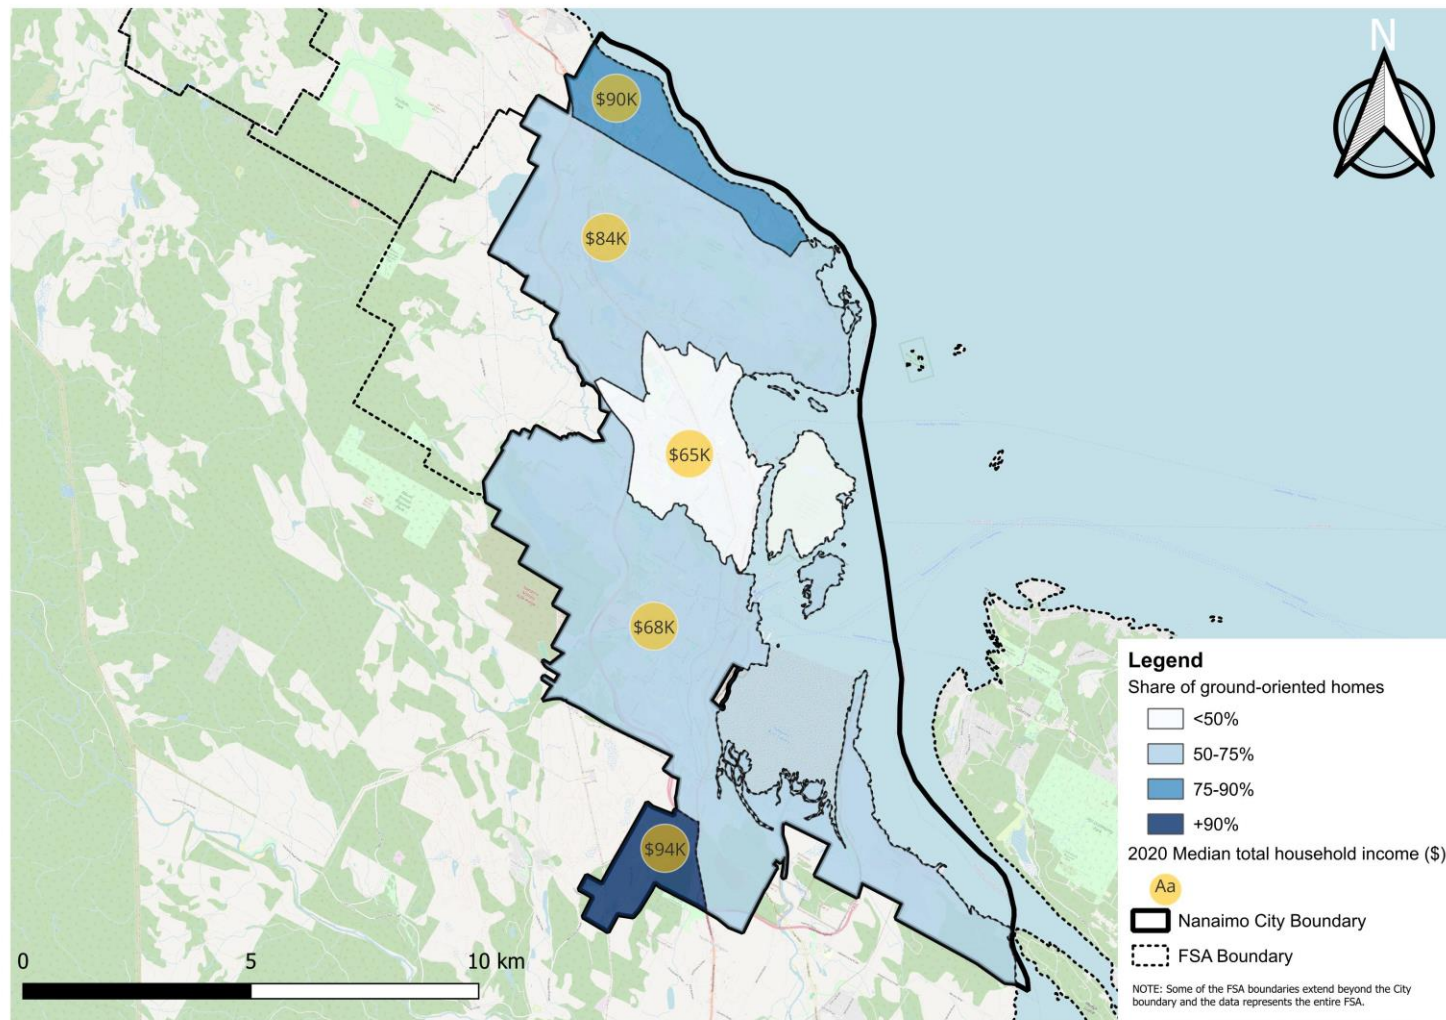 N
$90K
$84K
$65K
$68K
$94K
0 5 10 km
Legend
Share of ground-oriented homes
<50%
50-75%
75-90%
+90%
2020 Median total household income ($)
Aa
Nanaimo City Boundary
FSA Boundary
NOTE: Some of the FSA boundaries extend beyond the City
boundary and the data represents the entire FSA.